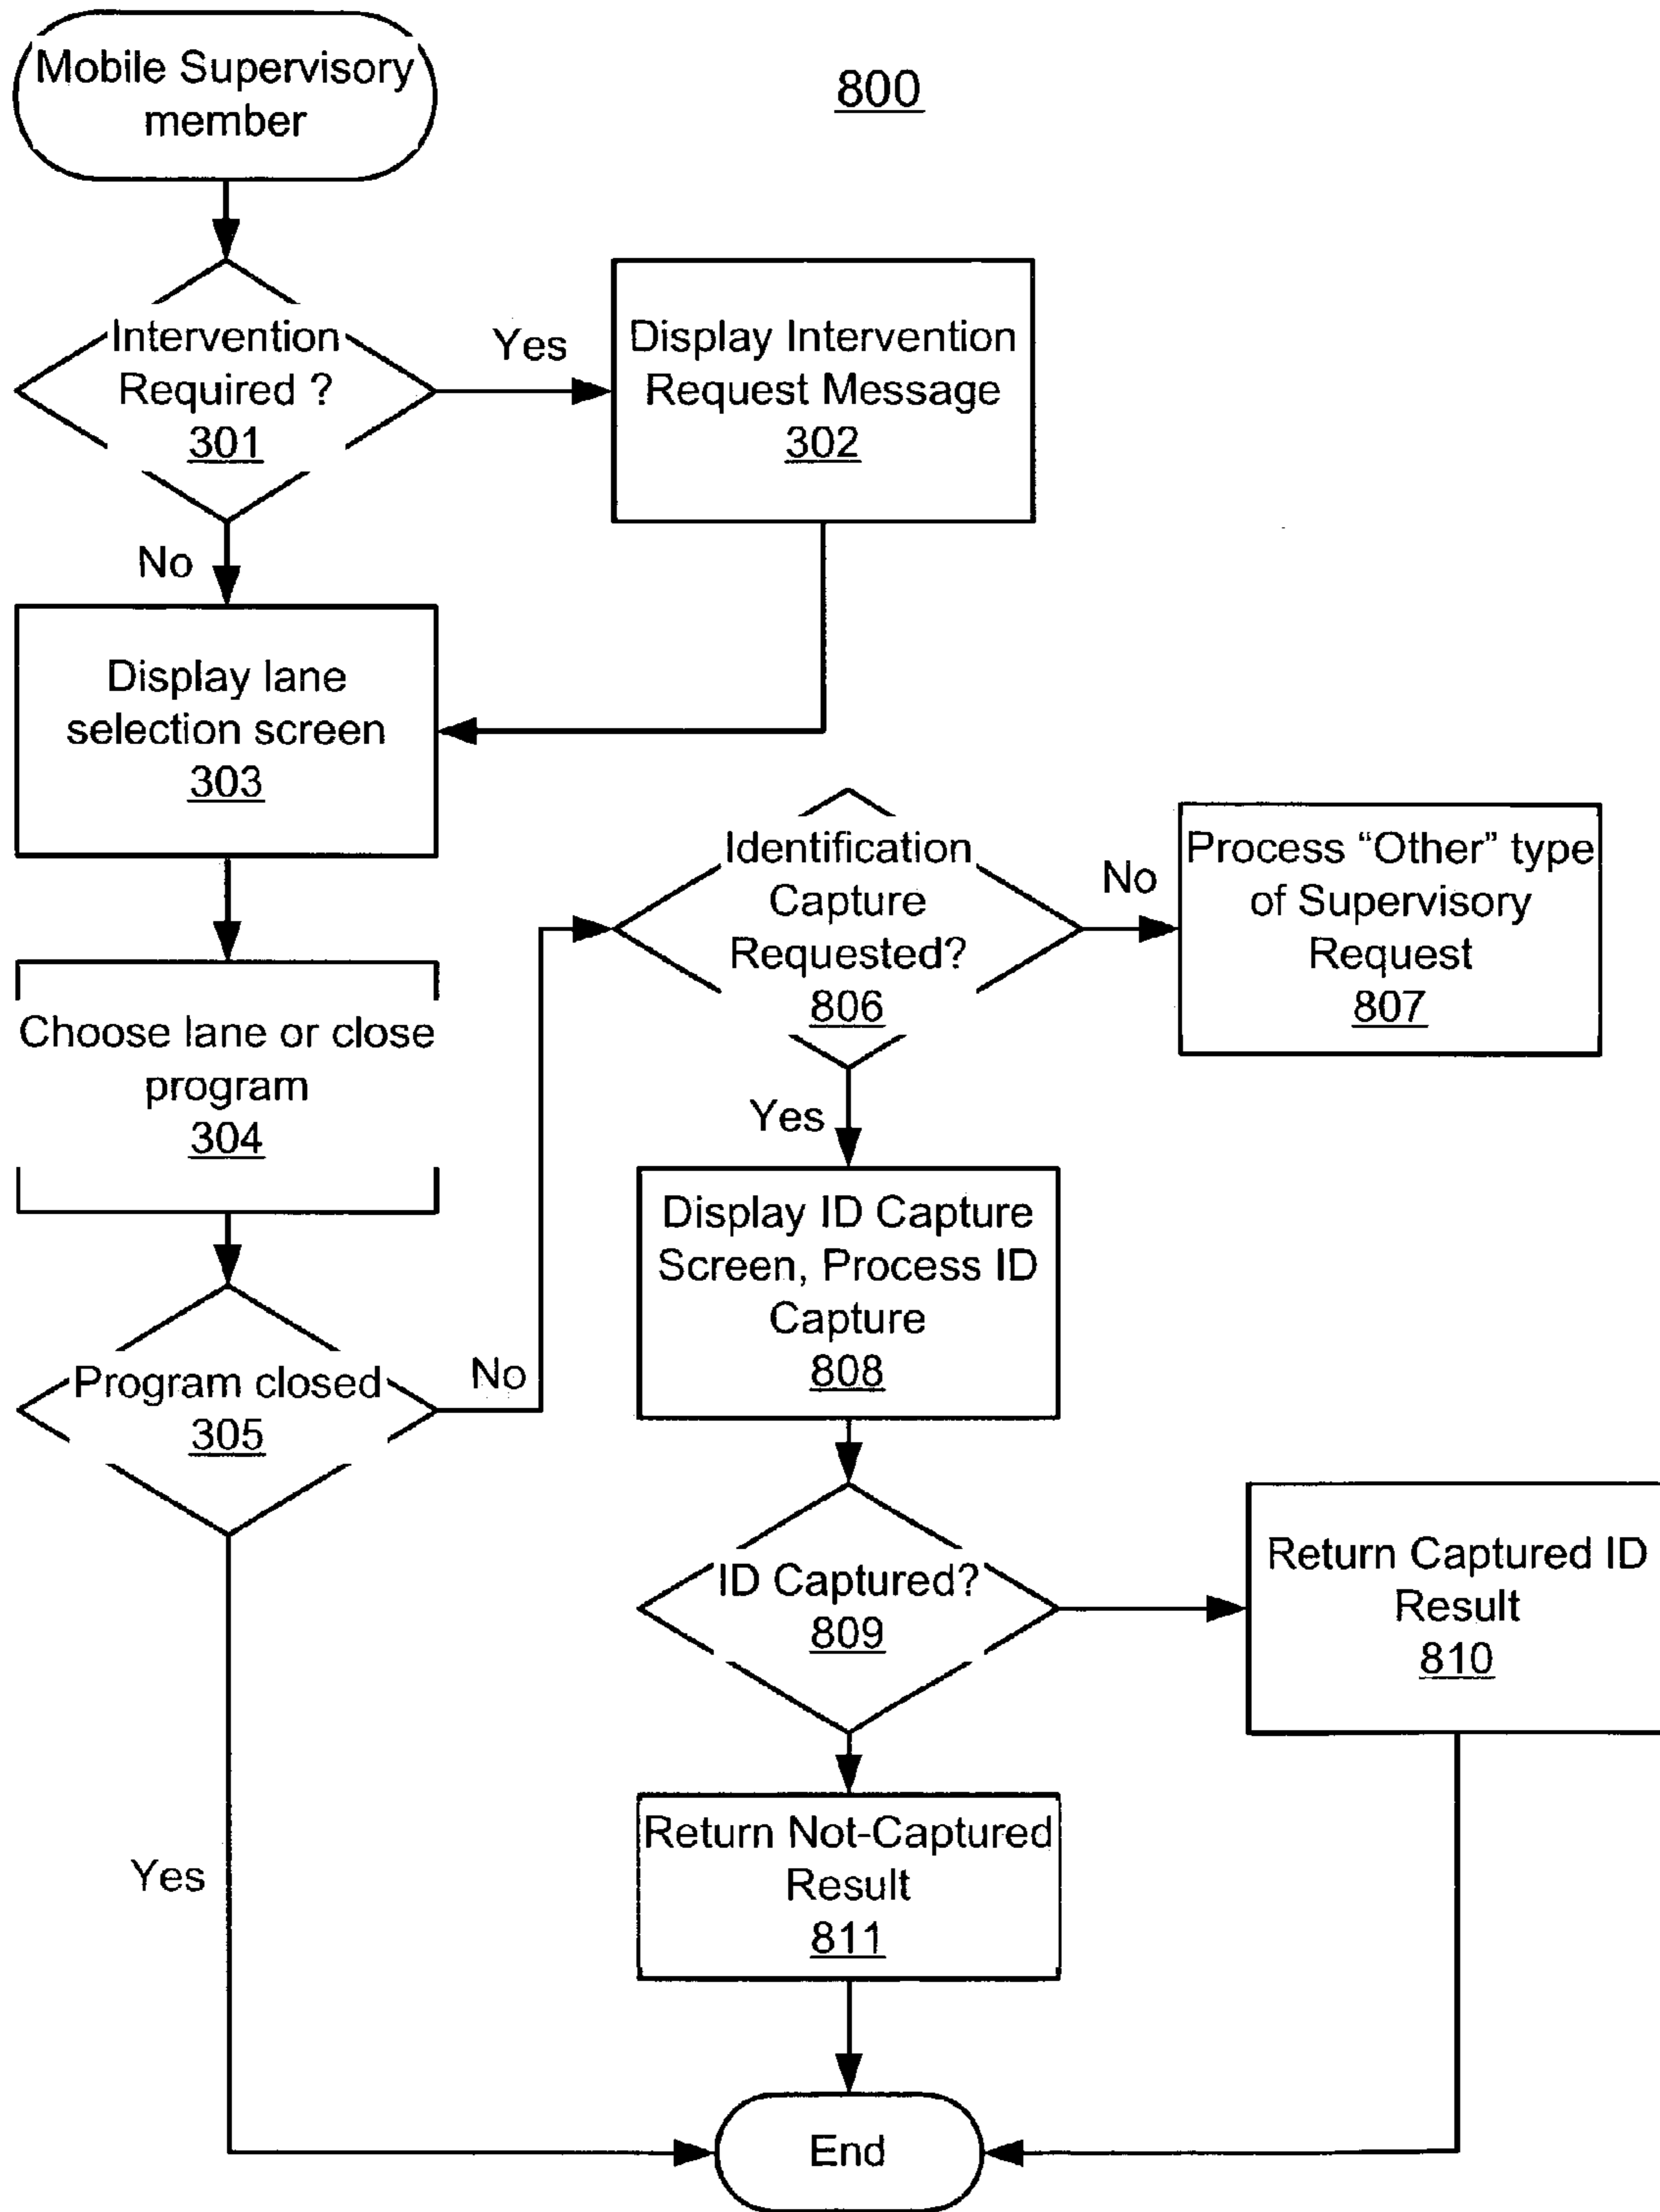 Mobile Supervisory
member
800
Intervention
Required ?
301
Yes
Display Intervention
Request Message
302
No
Display lane
selection screen
303
Identification
Capture
Requested?
806
No
Process “Other” type
of Supervisory
Request
807
Choose lane or close
program
304
Yes
Display ID Capture
Screen, Process ID
Capture
808
Program closed
305
No
ID Captured?
809
Return Captured ID
Result
810
Return Not-Captured
Result
811
Yes
End